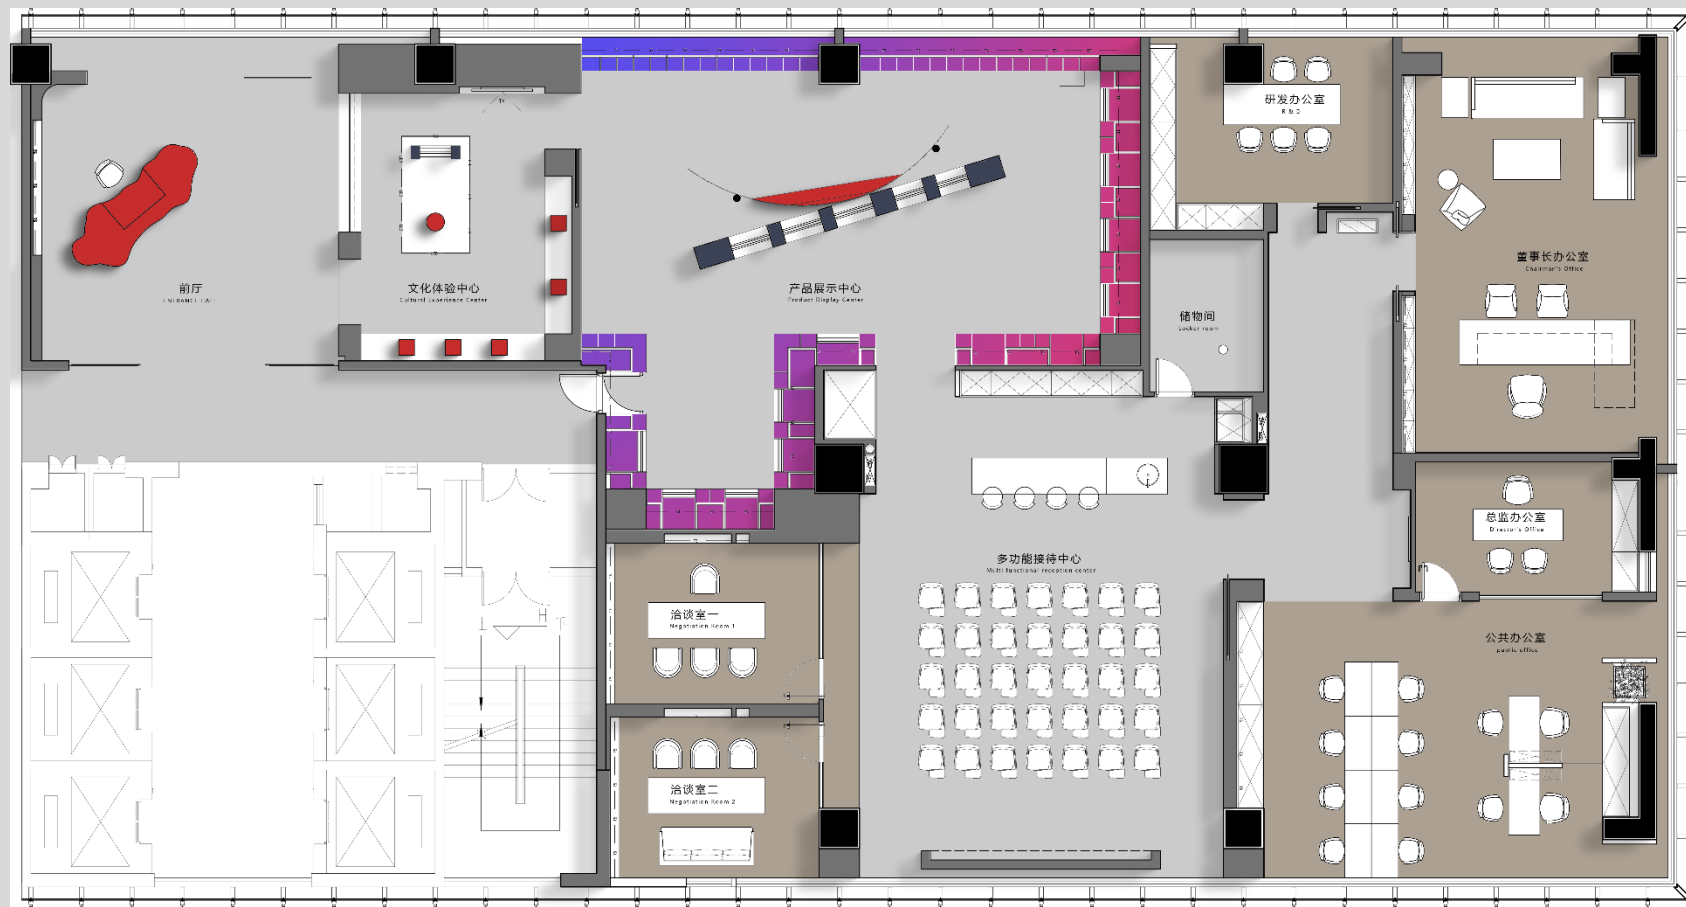 研发办公室
R & D
董事长办公室
Chairman's Office
前厅
ENTRANCE HALL
文化体验中心
Cultural Experience Center
产品展示中心
Product Display Center
储物间
Locker room
总监办公室
Director's Office
多功能接待中心
Multi functional reception center
洽谈室一
Negotiation Room 1
公共办公室
public office
洽谈室二
Negotiation Room 2
H